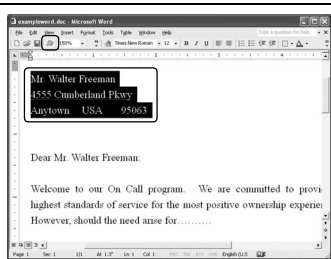 exampleword.doc - Microsoft Word
File Edit View Insert Format Tools Table Window Help Type a question for help
150% Times New Roman 12 B I U
Mr. Walter Freeman
4555 Cumberland Pkwy
Anytown USA 95063
Dear Mr. Walter Freeman:
Welcome to our On Call program. We are committed to provi
highest standards of service for the most positive ownership experie
However, should the need arise for.........
Page 1 Sec 1 1/1 At 1.3" Ln 1 Col 1 REC TRK EXT OVR English (U.S